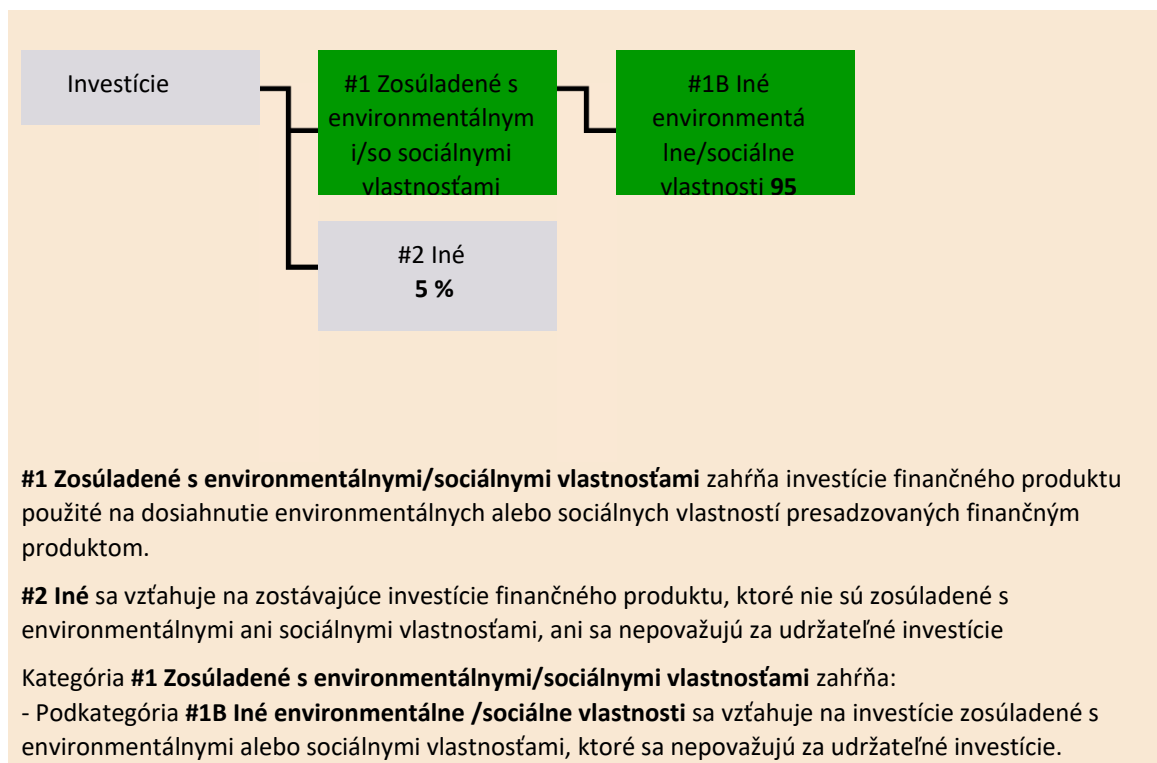 Investície
#1 Zosúladené s
environmentálnym
i/so sociálnymi
vlastnosťami
#1B Iné
environmentá
lne/sociálne
vlastnosti 95
#2 Iné
5 %
#1 Zosúladené s environmentálnymi/sociálnymi vlastnosťami zahŕňa investície finančného produktu
použité na dosiahnutie environmentálnych alebo sociálnych vlastností presadzovaných finančným
produktom.
#2 Iné sa vzťahuje na zostávajúce investície finančného produktu, ktoré nie sú zosúladené s
environmentálnymi ani sociálnymi vlastnosťami, ani sa nepovažujú za udržateľné investície
Kategória #1 Zosúladené s environmentálnymi/sociálnymi vlastnosťami zahŕňa:
- Podkategória #1B Iné environmentálne /sociálne vlastnosti sa vzťahuje na investície zosúladené s
environmentálnymi alebo sociálnymi vlastnosťami, ktoré sa nepovažujú za udržateľné investície.